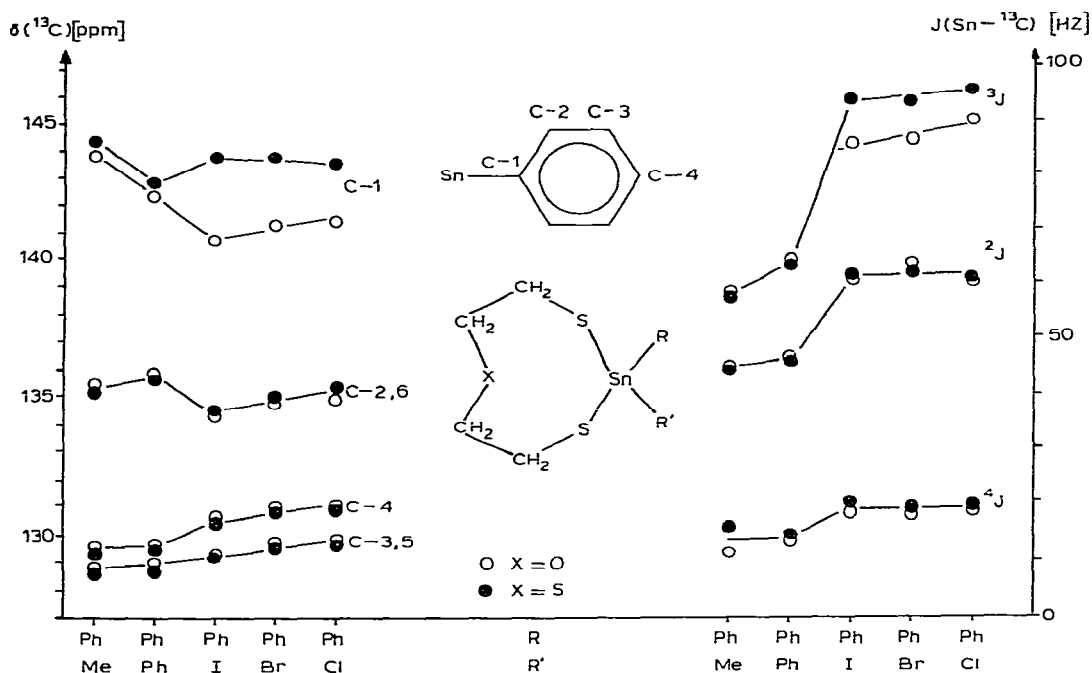 δ(¹³C)[ppm]
J(Sn-¹³C) [HZ]
145
140
135
130
C-1
C-2,6
C-4
C-3,5
C-2 C-3
C-1
Sn
C-4
CH₂
CH₂
S
R
X
Sn
S
R'
CH₂
CH₂
○ X=O
● X=S
100
50
0
³J
²J
⁴J
Ph Ph Ph Ph Ph R Ph Ph Ph Ph Ph
Me Ph I Br Cl R' Me Ph I Br Cl